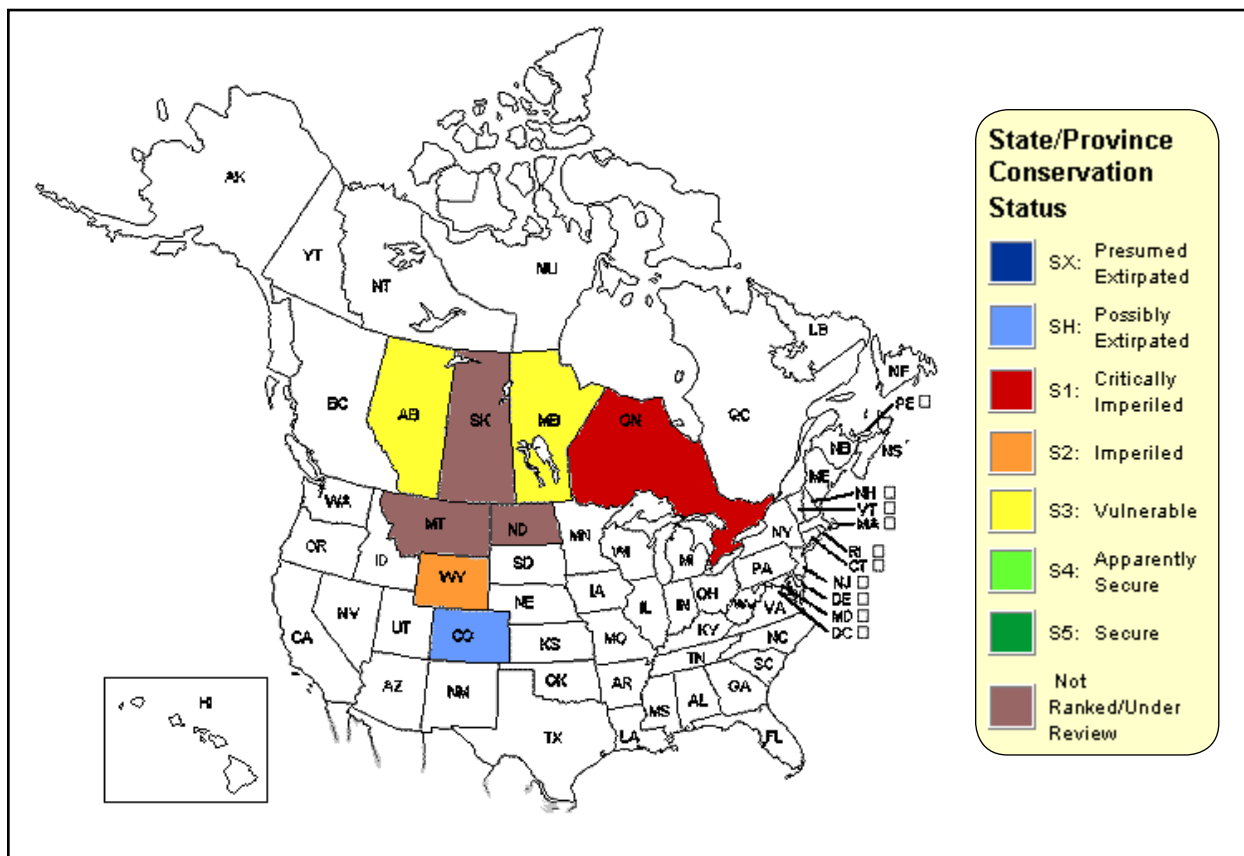 AK
YT
NT
NU
BC
AB
SK
MB
ON
QC
LB
NF
PE
NB
NS
ME
NH
VT
MA
RI
CT
NJ
DE
MD
DC
WA
OR
ID
MT
ND
SD
MN
WI
MI
NY
PA
WY
NE
IA
IL
IN
OH
WV
VA
NV
UT
CO
KS
MO
KY
NC
CA
AZ
NM
OK
AR
TN
SC
MS
AL
GA
TX
LA
FL
HI
State/Province
Conservation
Status
SX: Presumed
Extirpated
SH: Possibly
Extirpated
S1: Critically
Imperiled
S2: Imperiled
S3: Vulnerable
S4: Apparently
Secure
S5: Secure
Not
Ranked/Under
Review